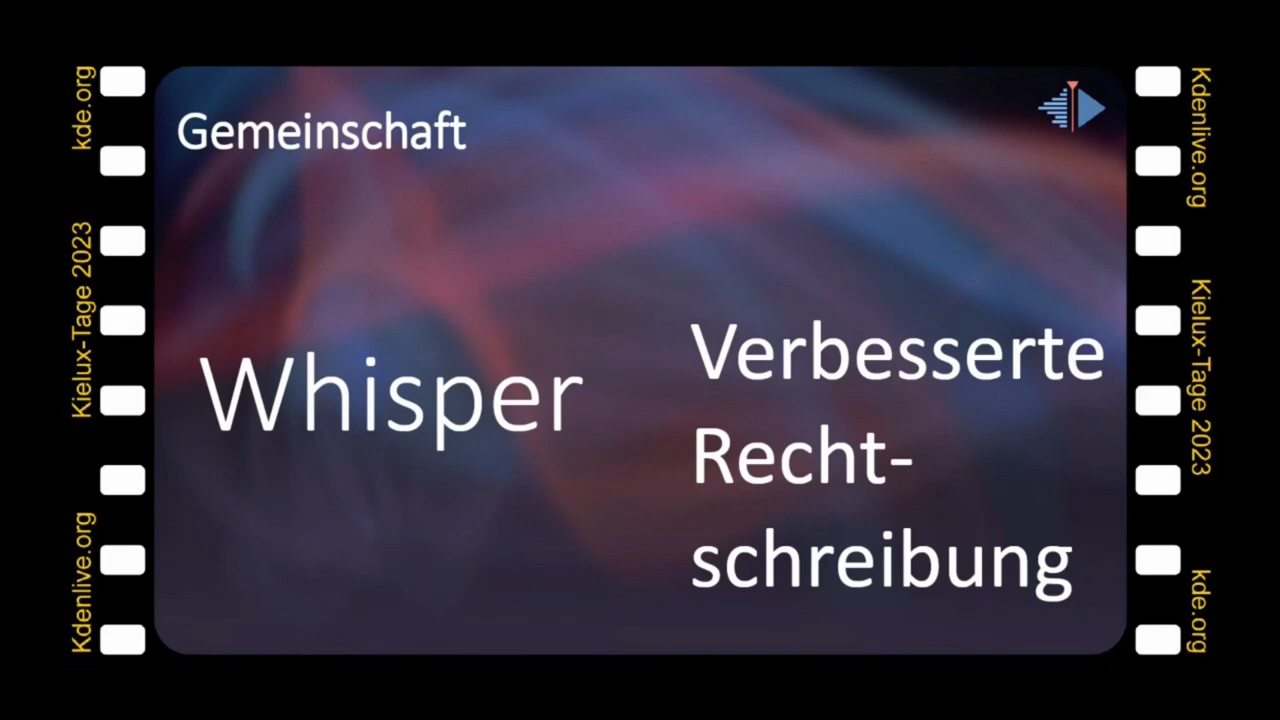 kde.org
Kielux-Tage 2023
Kdenlive.org
Gemeinschaft
Whisper
Verbesserte
Recht-
schreibung
Kdenlive.org
Kielux-Tage 2023
kde.org